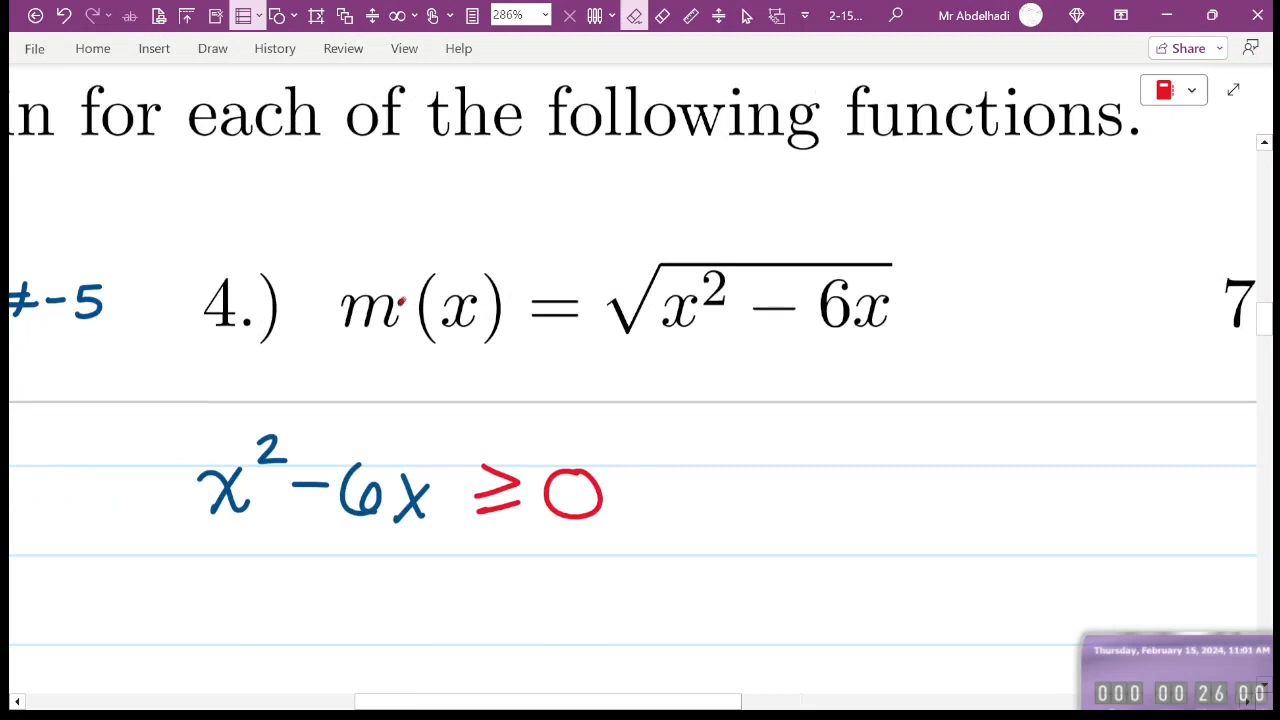 286%
2-15...
Mr Abdelhadi
File Home Insert Draw History Review View Help
Share
in for each of the following functions.
≠-5
4.) m(x) = √(x² − 6x)
7
x² - 6x ≥ 0
Thursday, February 15, 2024, 11:01 AM
000 00 26 00